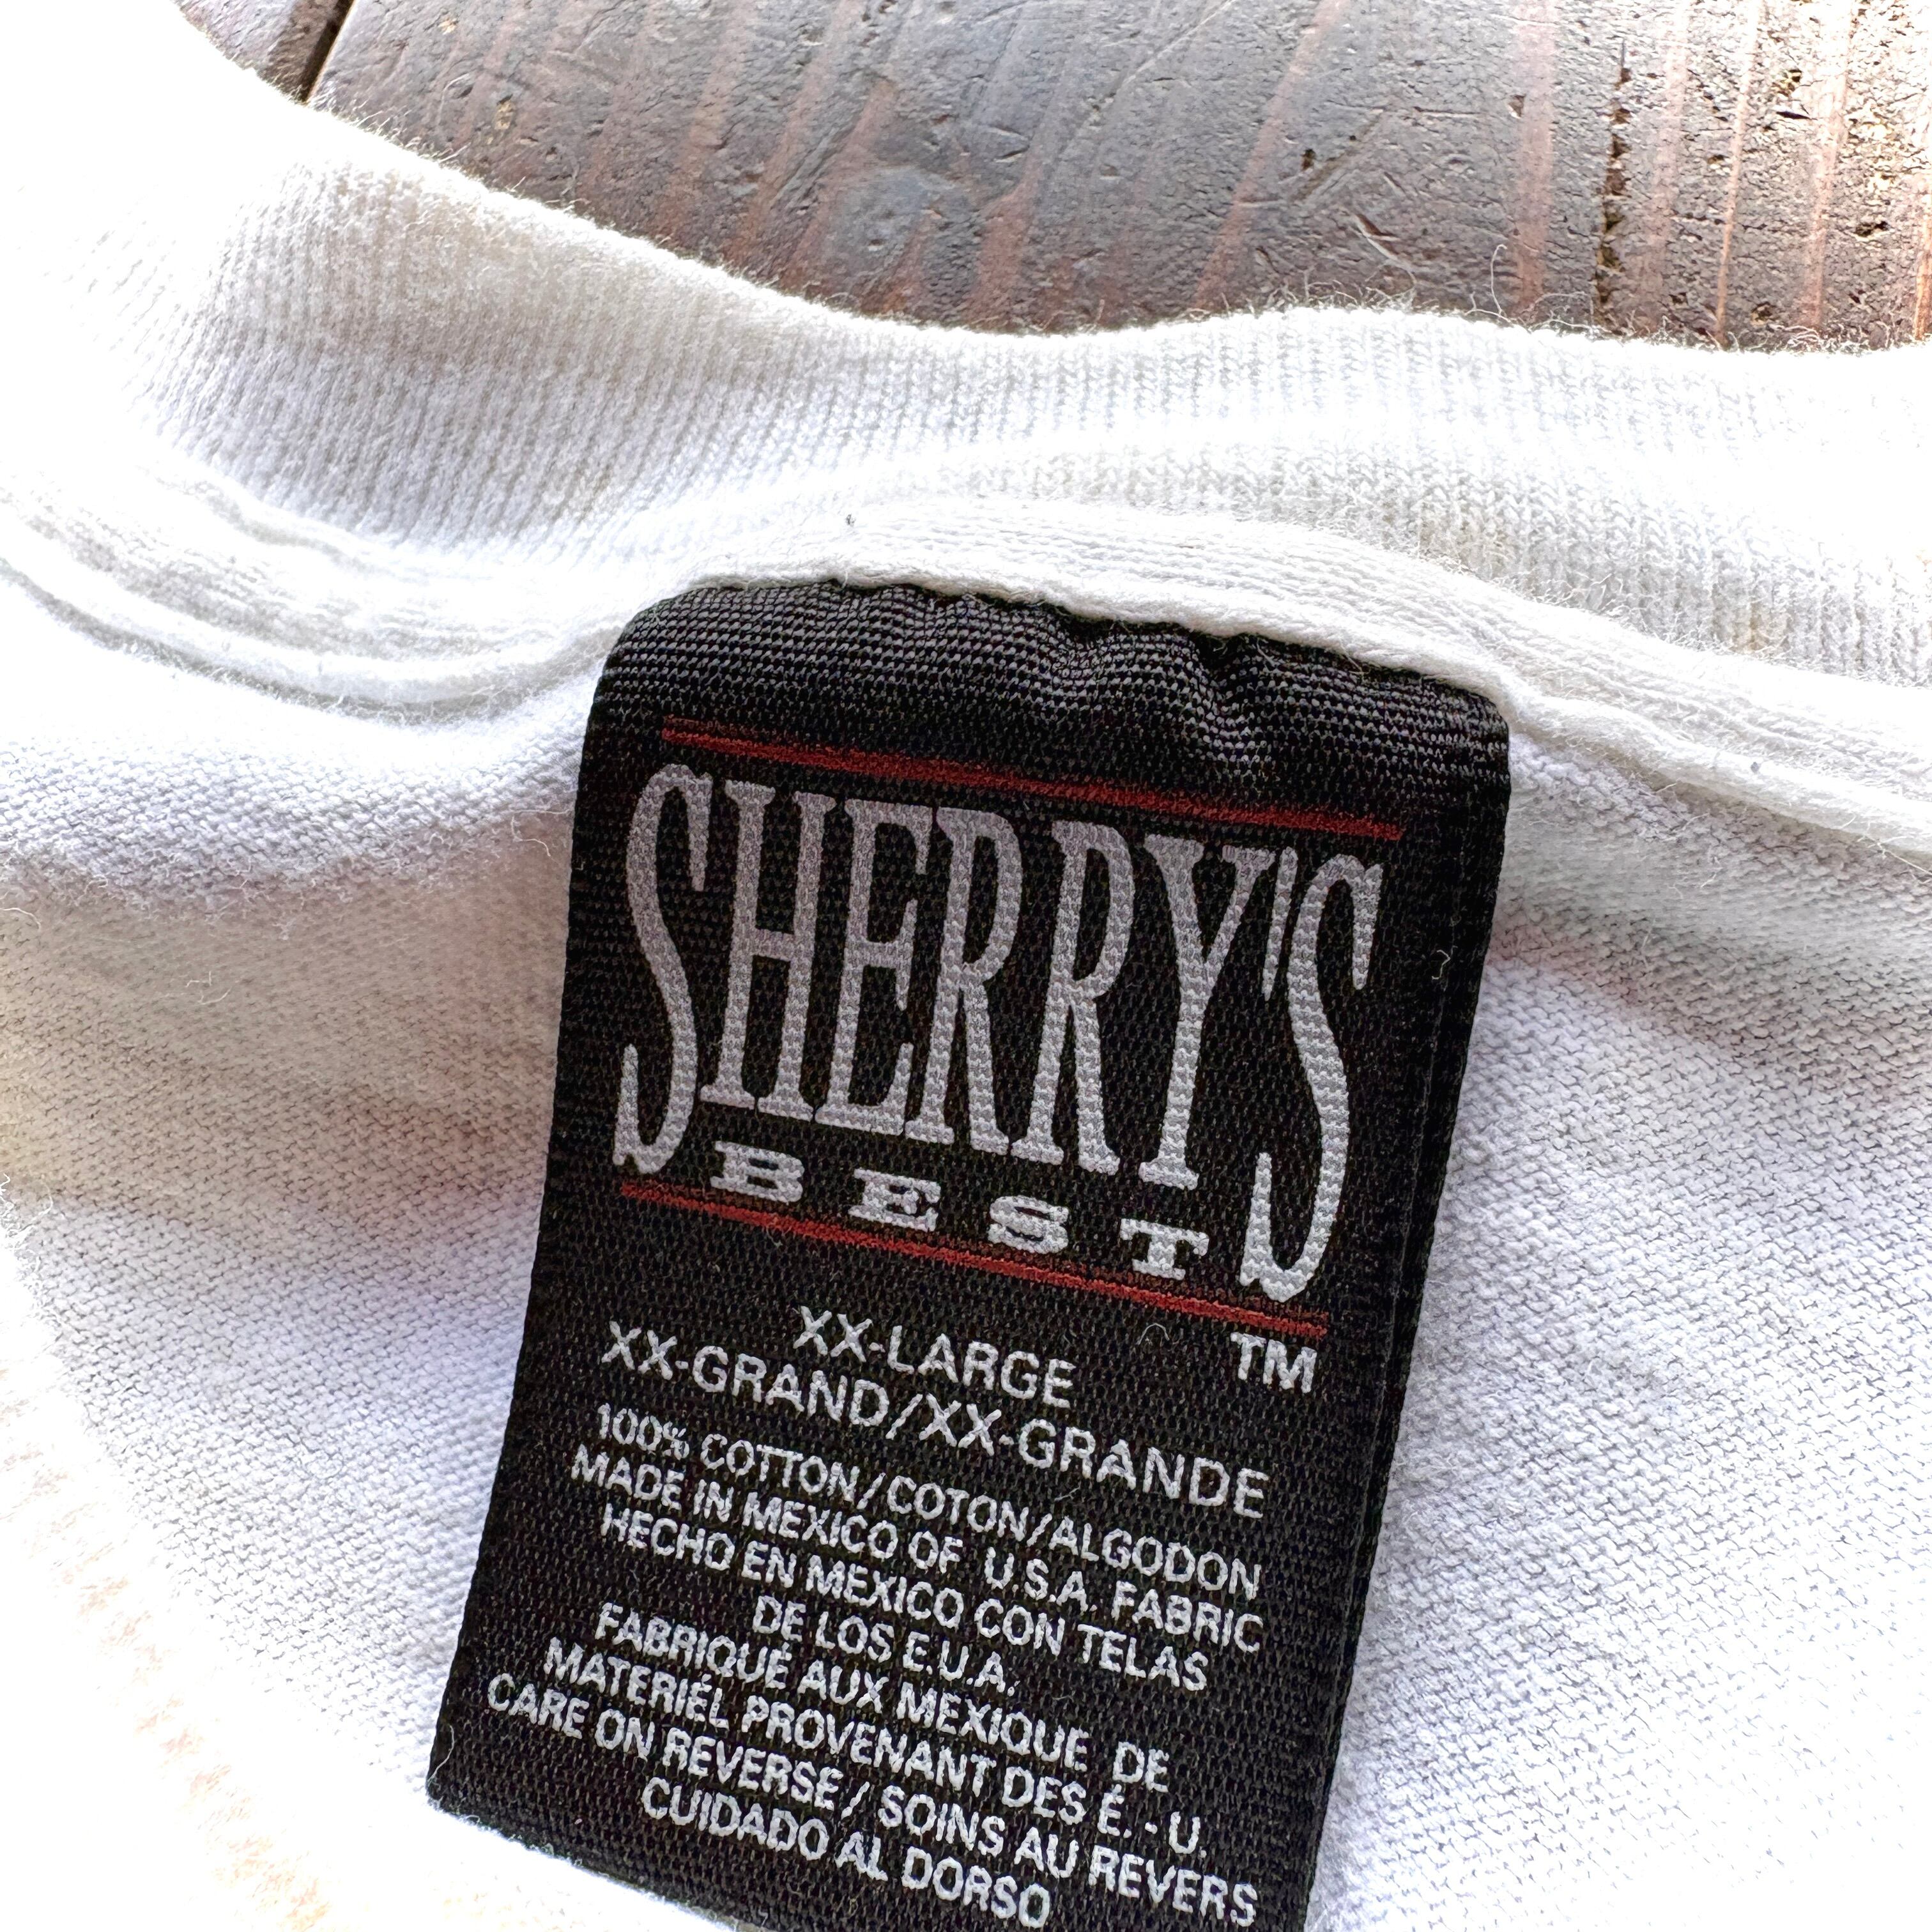 SHERRY'S
BEST
TM
XX-LARGE
XX-GRAND/XX-GRANDE
100% COTTON/COTON/ALGODON
MADE IN MEXICO OF U.S.A. FABRIC
HECHO EN MEXICO CON TELAS
DE LOS E.U.A.
FABRIQUÉ AUX MEXIQUE DE
MATERIÉL PROVENANT DES É.-U.
CARE ON REVERSE/SOINS AU REVERS
CUIDADO AL DORSO